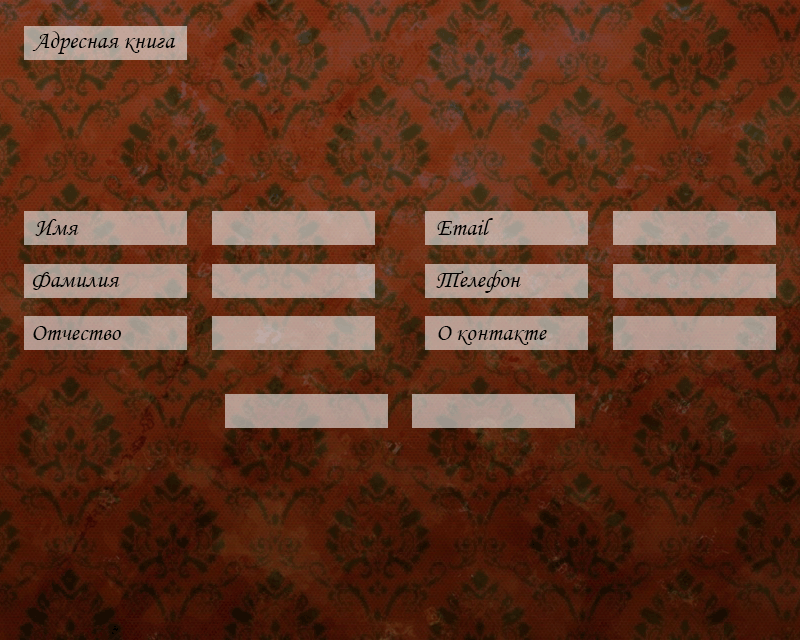 Адресная книга
Имя
Email
Фамилия
Телефон
Отчество
О контакте